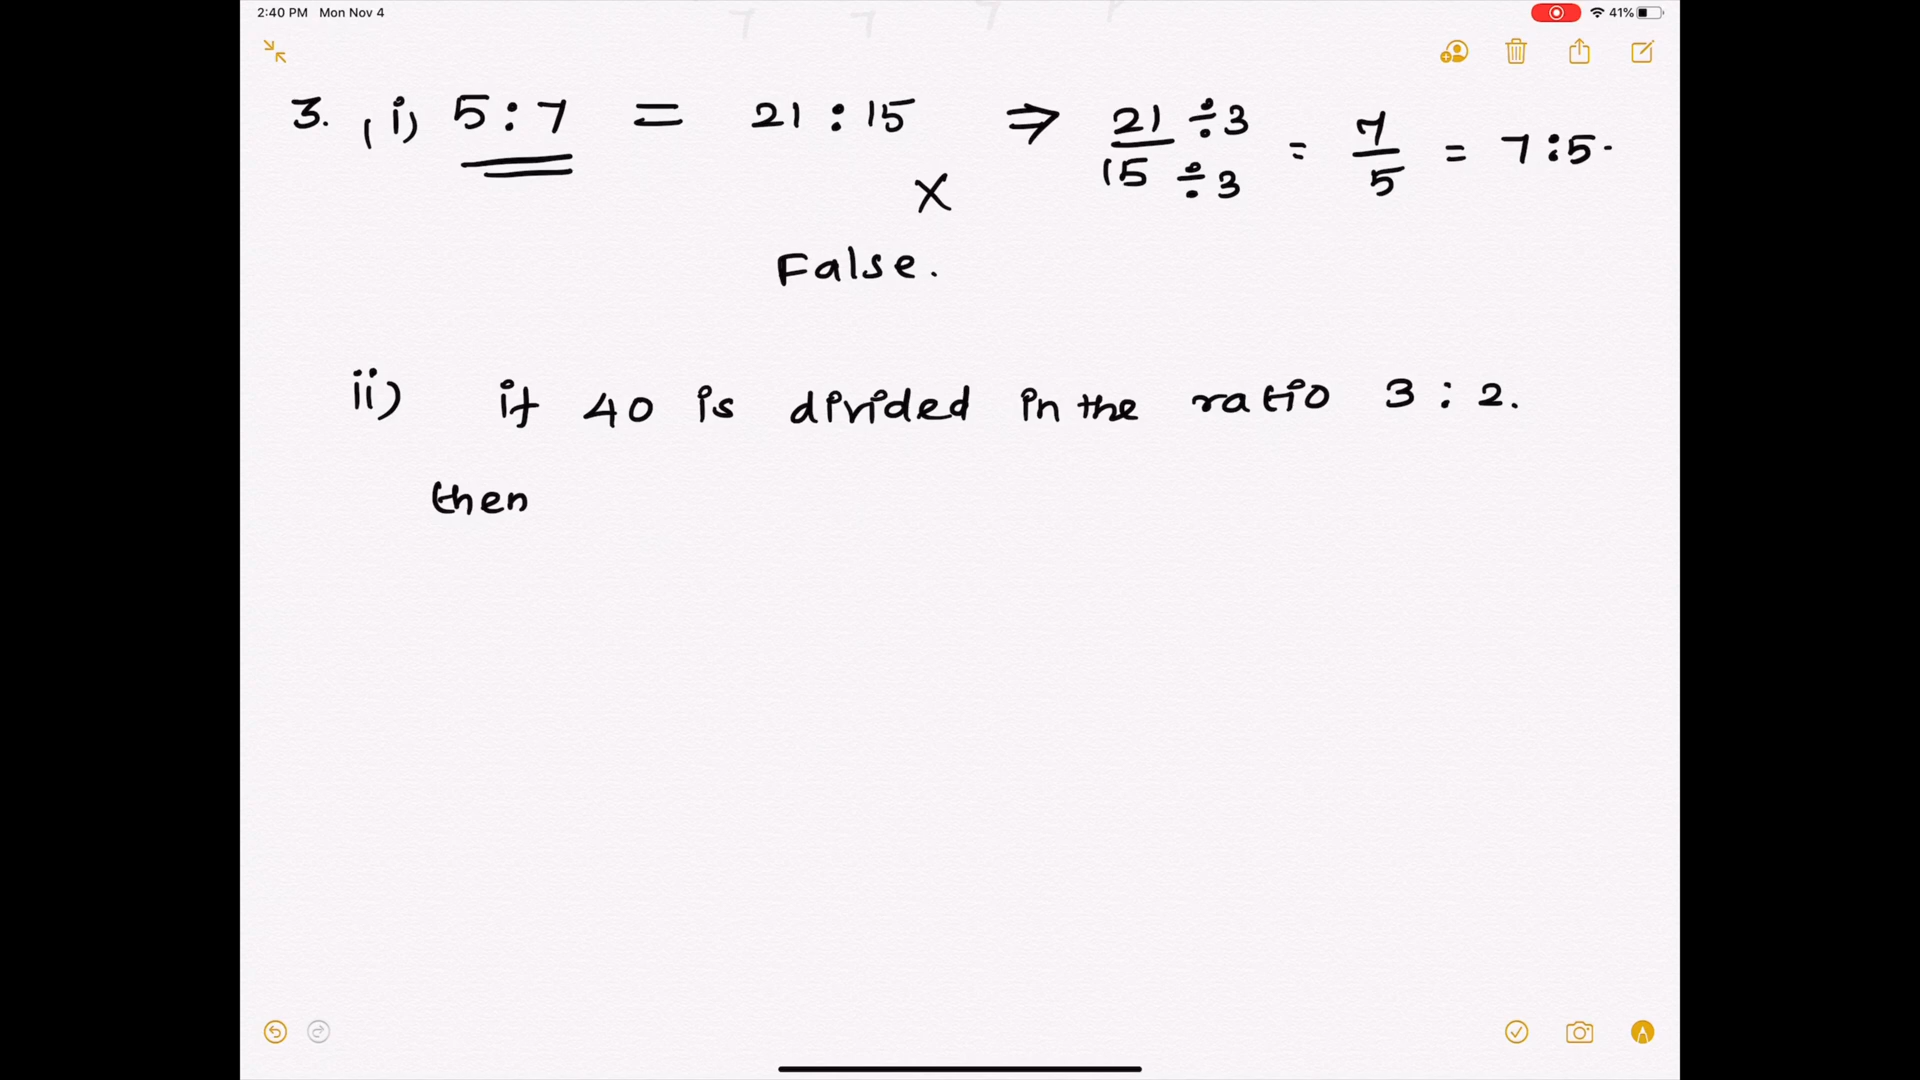 2:40 PM Mon Nov 4 41%
3. (i) 5:7 = 21 : 15 ⇒ 21 ÷3 / 15 ÷3 = 7/5 = 7:5.
X
False.
ii) if 40 is divided in the ratio 3 : 2.
then